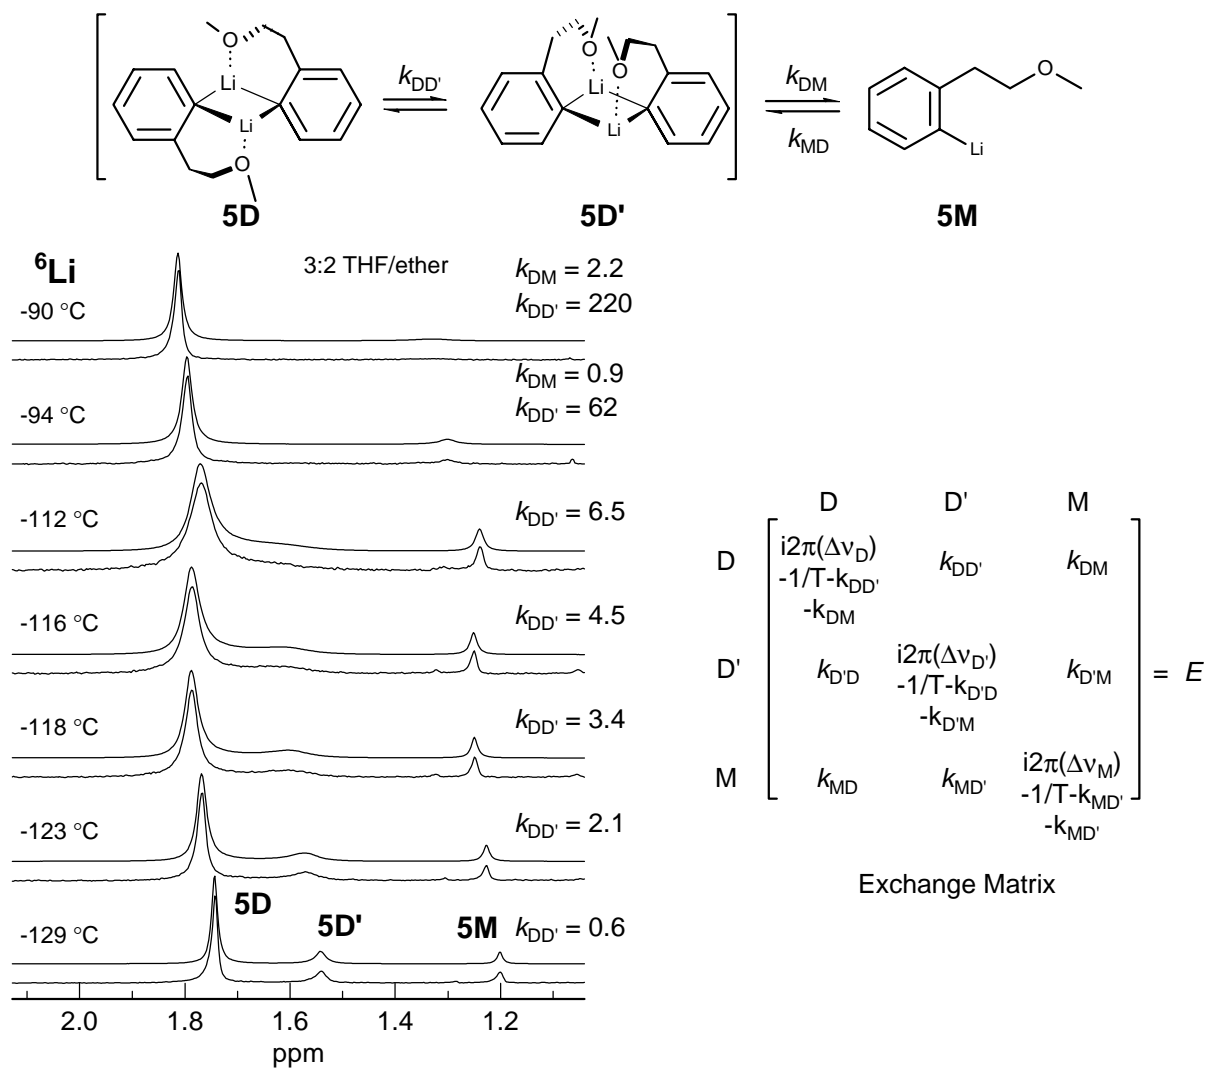 O
Li
Li
O
5D
k_DD'
O
O
Li
Li
5D'
k_DM
k_MD
O
Li
5M
⁶Li
3:2 THF/ether
-90 °C
k_DM = 2.2
k_DD' = 220
-94 °C
k_DM = 0.9
k_DD' = 62
-112 °C
k_DD' = 6.5
-116 °C
k_DD' = 4.5
-118 °C
k_DD' = 3.4
-123 °C
k_DD' = 2.1
-129 °C
5D
5D'
5M
k_DD' = 0.6
2.0 1.8 1.6 1.4 1.2
ppm
D D' M
D
i2π(Δν_D)
-1/T-k_DD'
-k_DM
k_DD'
k_DM
D'
k_D'D
i2π(Δν_D')
-1/T-k_D'D
-k_D'M
k_D'M
M
k_MD
k_MD'
i2π(Δν_M)
-1/T-k_MD'
-k_MD'
= E
Exchange Matrix